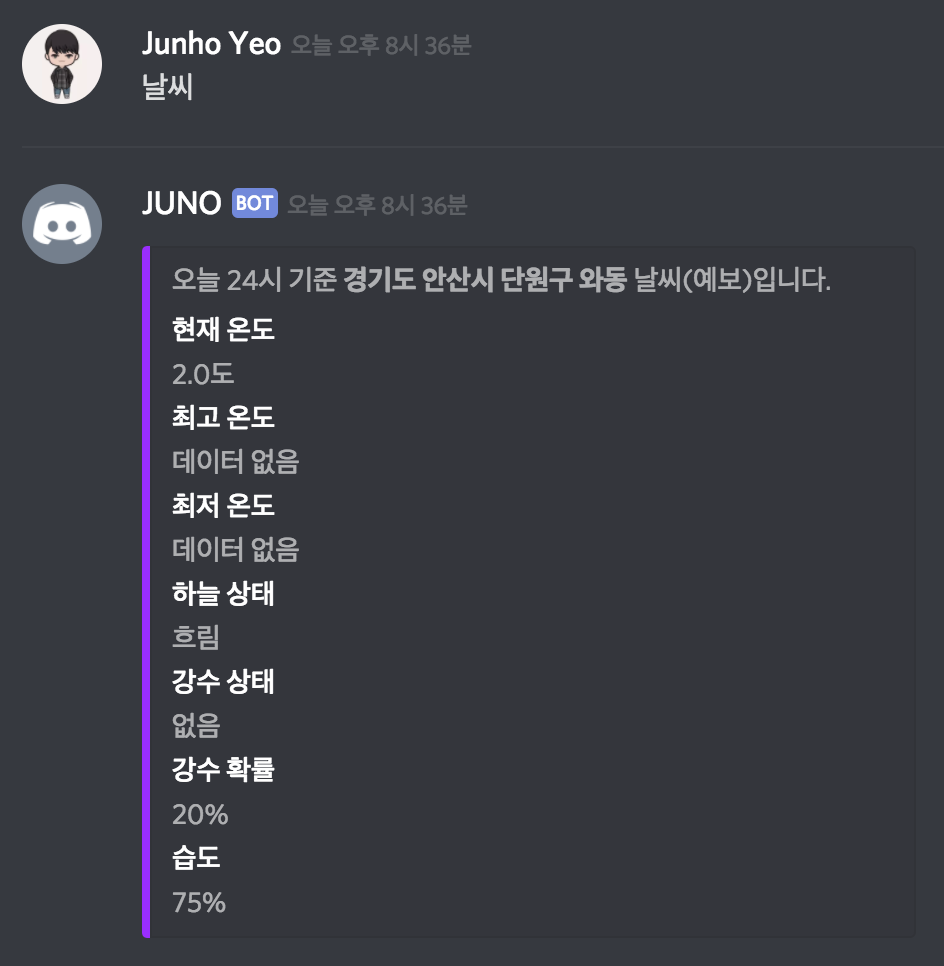 Junho Yeo 오늘 오후 8시 36분
날씨
JUNO BOT 오늘 오후 8시 36분
오늘 24시 기준 경기도 안산시 단원구 와동 날씨(예보)입니다.
현재 온도
2.0도
최고 온도
데이터 없음
최저 온도
데이터 없음
하늘 상태
흐림
강수 상태
없음
강수 확률
20%
습도
75%